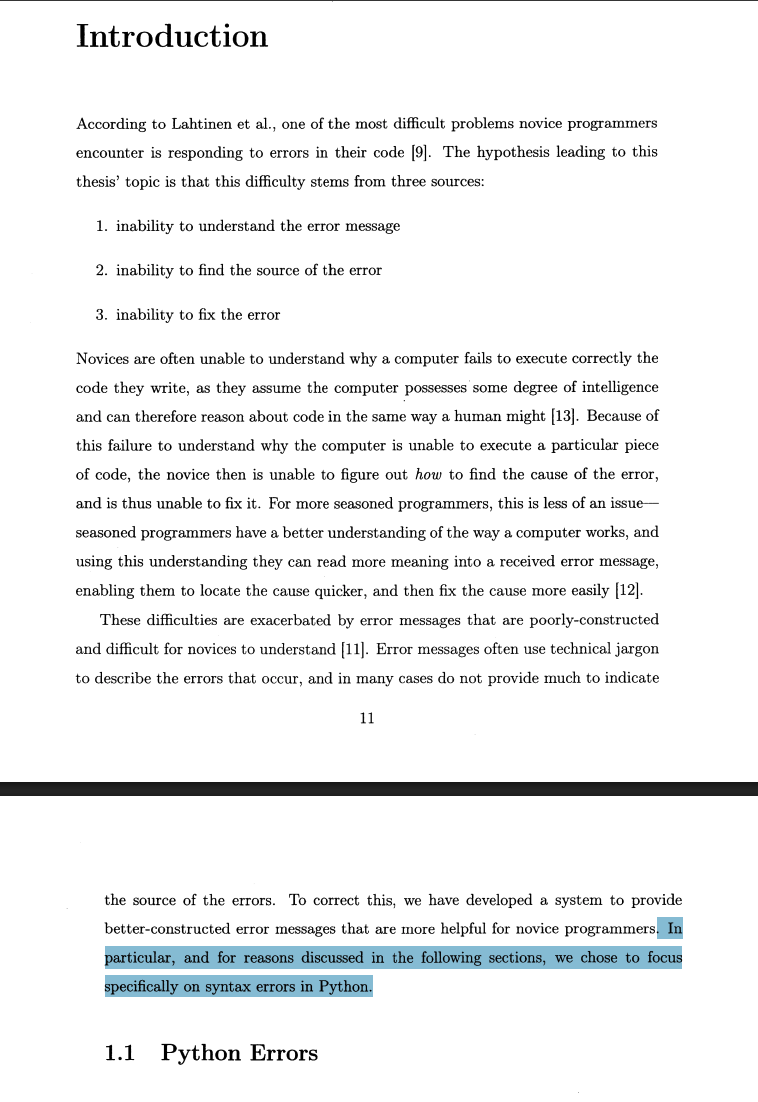 Introduction
According to Lahtinen et al., one of the most difficult problems novice programmers
encounter is responding to errors in their code [9]. The hypothesis leading to this
thesis' topic is that this difficulty stems from three sources:
1. inability to understand the error message
2. inability to find the source of the error
3. inability to fix the error
Novices are often unable to understand why a computer fails to execute correctly the
code they write, as they assume the computer possesses some degree of intelligence
and can therefore reason about code in the same way a human might [13]. Because of
this failure to understand why the computer is unable to execute a particular piece
of code, the novice then is unable to figure out how to find the cause of the error,
and is thus unable to fix it. For more seasoned programmers, this is less of an issue—
seasoned programmers have a better understanding of the way a computer works, and
using this understanding they can read more meaning into a received error message,
enabling them to locate the cause quicker, and then fix the cause more easily [12].
These difficulties are exacerbated by error messages that are poorly-constructed
and difficult for novices to understand [11]. Error messages often use technical jargon
to describe the errors that occur, and in many cases do not provide much to indicate
11
the source of the errors. To correct this, we have developed a system to provide
better-constructed error messages that are more helpful for novice programmers. In
particular, and for reasons discussed in the following sections, we chose to focus
specifically on syntax errors in Python.
1.1 Python Errors